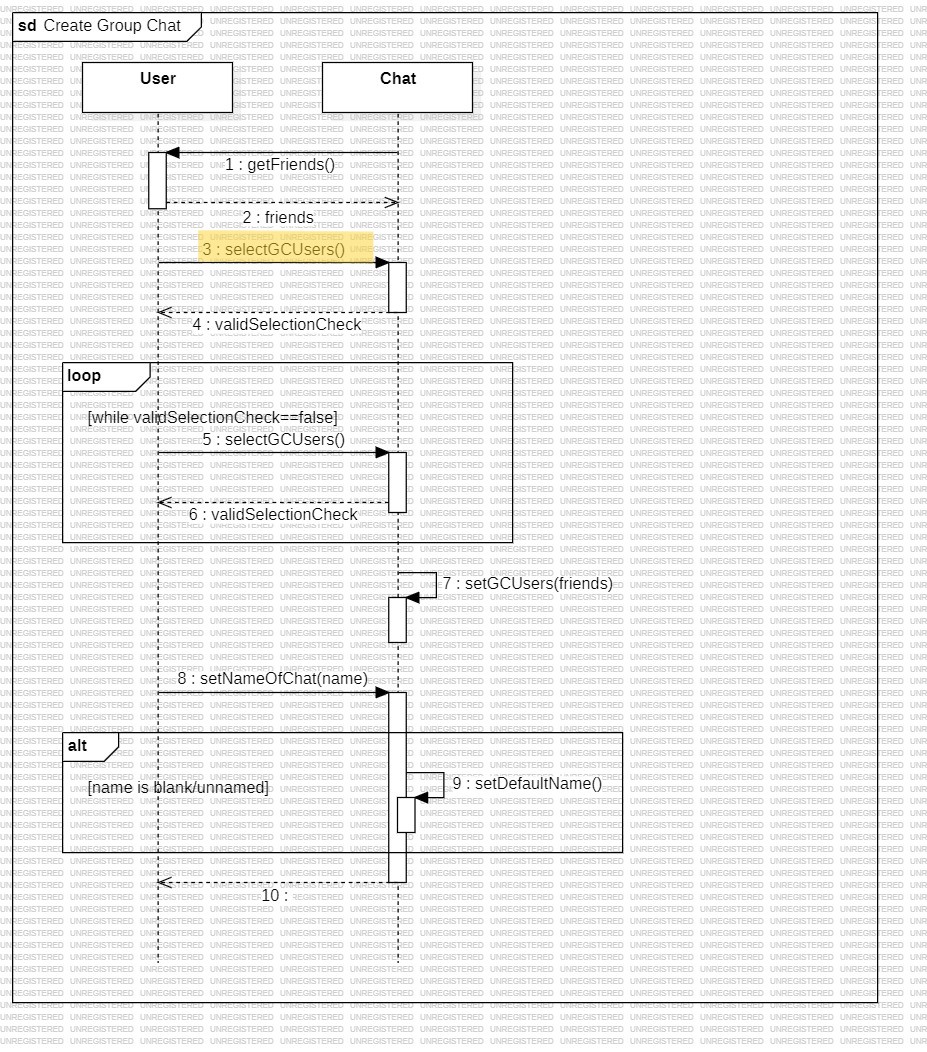 sd Create Group Chat
User
Chat
1 : getFriends()
2 : friends
3 : selectGCUsers()
4 : validSelectionCheck
loop
[while validSelectionCheck==false]
5 : selectGCUsers()
6 : validSelectionCheck
7 : setGCUsers(friends)
8 : setNameOfChat(name)
alt
[name is blank/unnamed]
9 : setDefaultName()
10 :
UNREGISTERED